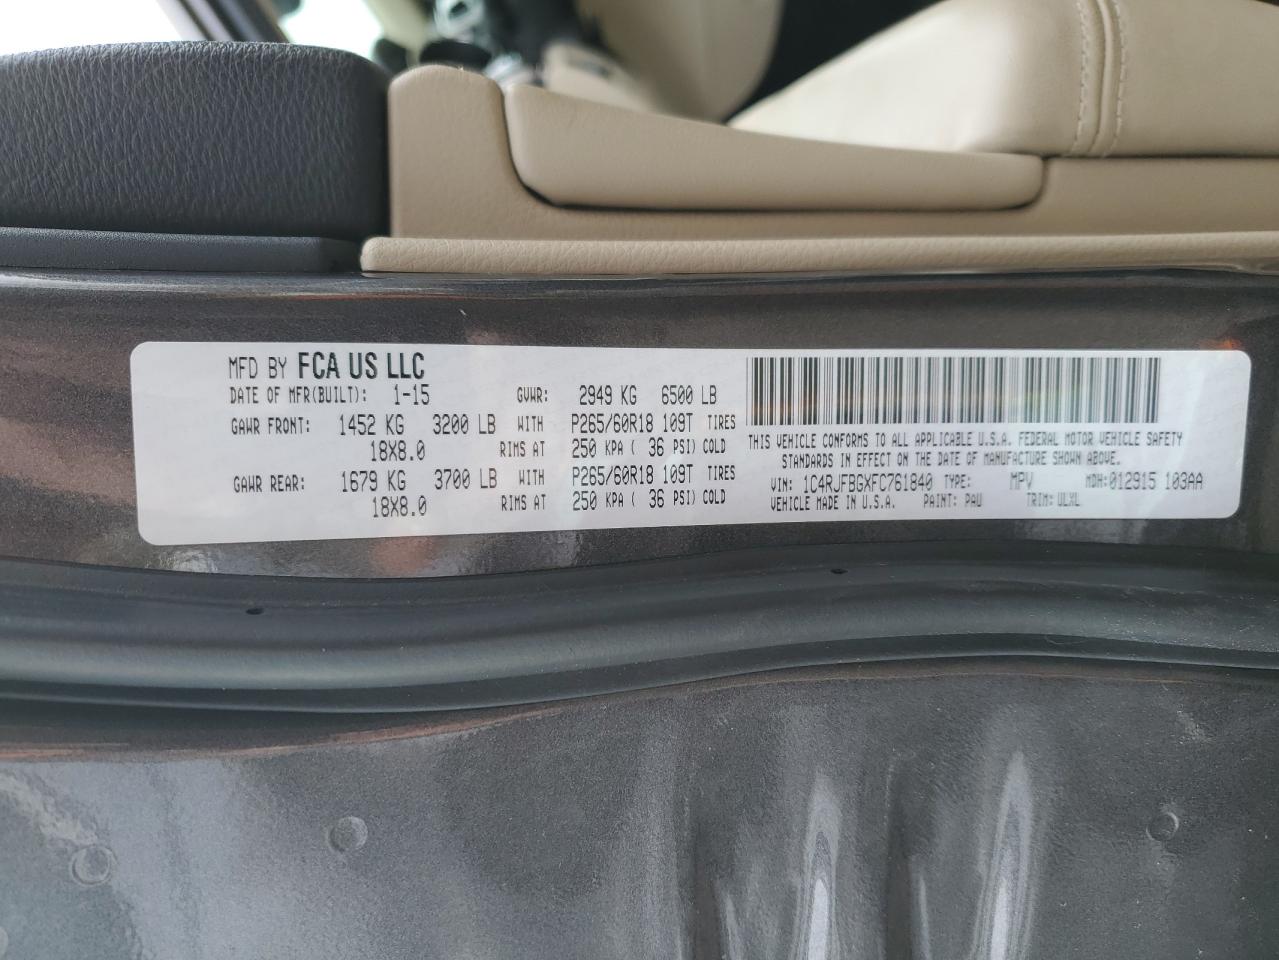 MFD BY FCA US LLC
DATE OF MFR(BUILT): 1-15 GVWR: 2949 KG 6500 LB
GAWR FRONT: 1452 KG 3200 LB WITH P265/60R18 109T TIRES
18X8.0 RIMS AT 250 KPA ( 36 PSI) COLD
GAWR REAR: 1679 KG 3700 LB WITH P265/60R18 109T TIRES
18X8.0 RIMS AT 250 KPA ( 36 PSI) COLD
THIS VEHICLE CONFORMS TO ALL APPLICABLE U.S.A. FEDERAL MOTOR VEHICLE SAFETY
STANDARDS IN EFFECT ON THE DATE OF MANUFACTURE SHOWN ABOVE.
VIN: 1C4RJFBGXFC761840 TYPE: MPV MDH:012915 103AA
VEHICLE MADE IN U.S.A. PAINT: PAU TRIM: ULXL